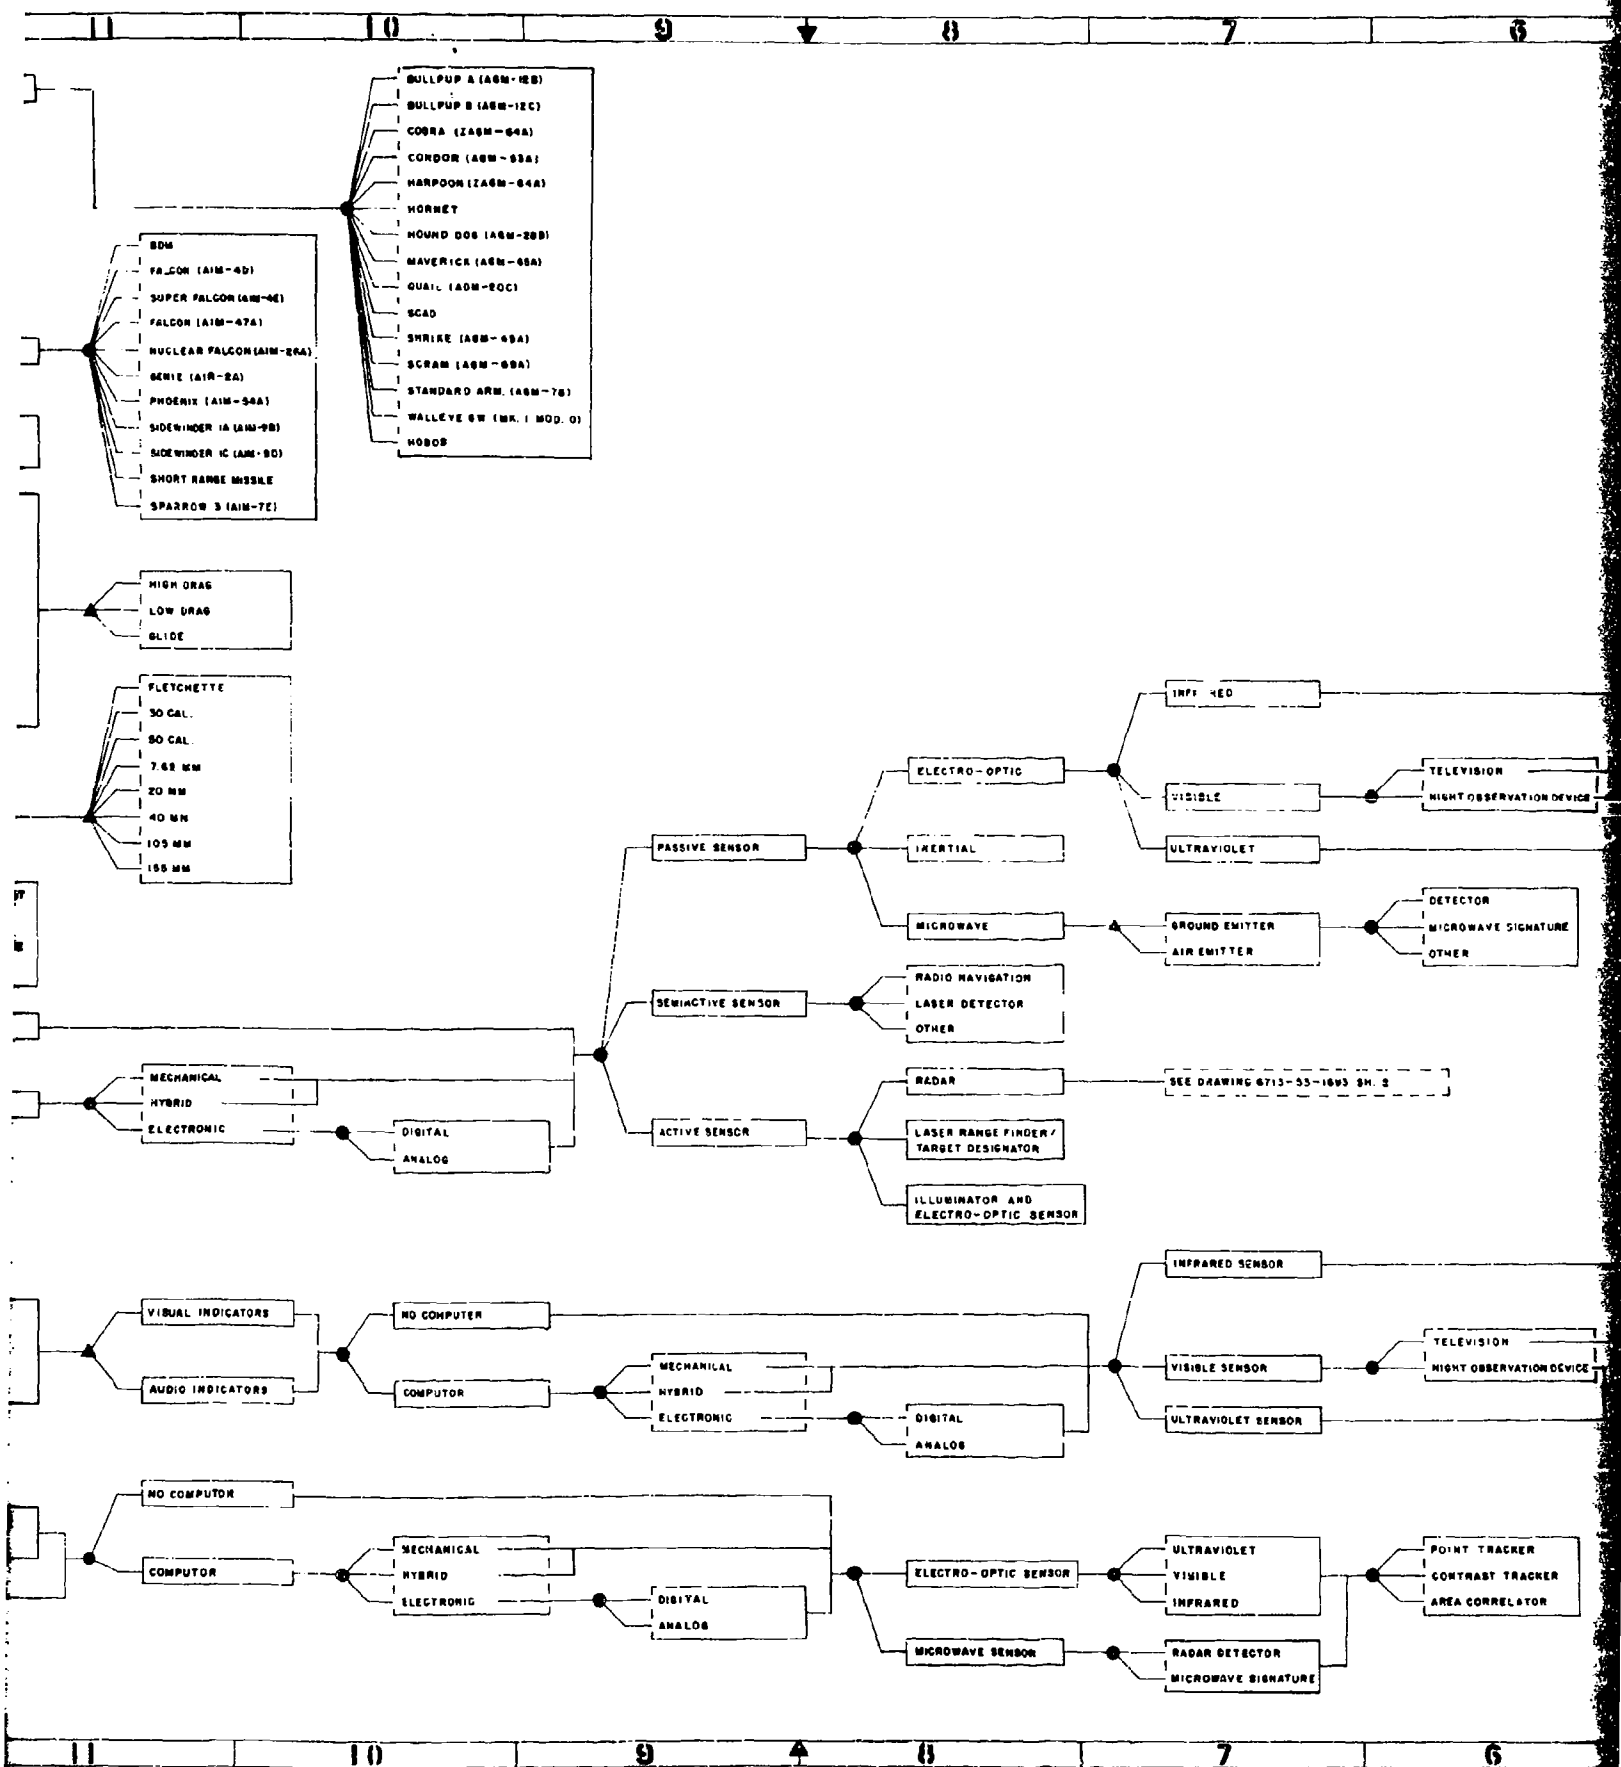 11 10 9 8 7 6
BULLPUP A (AGM-12B)
BULLPUP B (AGM-12C)
COBRA (ZAGM-64A)
CONDOR (AGM-53A)
HARPOON (ZAGM-84A)
HORNET
HOUND DOG (AGM-28B)
MAVERICK (AGM-65A)
QUAIL (ADM-20C)
SCAD
SHRIKE (AGM-45A)
SCRAM (AGM-69A)
STANDARD ARM. (AGM-78)
WALLEYE GW (MK. 1 MOD. 0)
HOBOS
BDM
FALCON (AIM-4D)
SUPER FALCON (AIM-4E)
FALCON (AIM-47A)
NUCLEAR FALCON (AIM-26A)
GENIE (AIR-2A)
PHOENIX (AIM-54A)
SIDEWINDER 1A (AIM-9B)
SIDEWINDER 1C (AIM-9D)
SHORT RANGE MISSILE
SPARROW 3 (AIM-7E)
HIGH DRAG
LOW DRAG
GLIDE
FLETCHETTE
30 CAL.
50 CAL.
7.62 MM
20 MM
40 MM
105 MM
155 MM
MECHANICAL
HYBRID
ELECTRONIC
DIGITAL
ANALOG
PASSIVE SENSOR
SEMIACTIVE SENSOR
ACTIVE SENSOR
ELECTRO-OPTIC
INERTIAL
MICROWAVE
RADIO NAVIGATION
LASER DETECTOR
OTHER
RADAR
LASER RANGE FINDER/
TARGET DESIGNATOR
ILLUMINATOR AND
ELECTRO-OPTIC SENSOR
VISIBLE
ULTRAVIOLET
GROUND EMITTER
AIR EMITTER
TELEVISION
NIGHT OBSERVATION DEVICE
DETECTOR
MICROWAVE SIGNATURE
OTHER
SEE DRAWING SH. 2
VISUAL INDICATORS
AUDIO INDICATORS
NO COMPUTER
COMPUTOR
MECHANICAL
HYBRID
ELECTRONIC
DIGITAL
ANALOG
INFRARED SENSOR
VISIBLE SENSOR
ULTRAVIOLET SENSOR
TELEVISION
NIGHT OBSERVATION DEVICE
NO COMPUTOR
COMPUTOR
MECHANICAL
HYBRID
ELECTRONIC
DIGITAL
ANALOG
ELECTRO-OPTIC SENSOR
MICROWAVE SENSOR
ULTRAVIOLET
VISIBLE
INFRARED
RADAR DETECTOR
MICROWAVE SIGNATURE
POINT TRACKER
CONTRAST TRACKER
AREA CORRELATOR
11 10 9 8 7 6